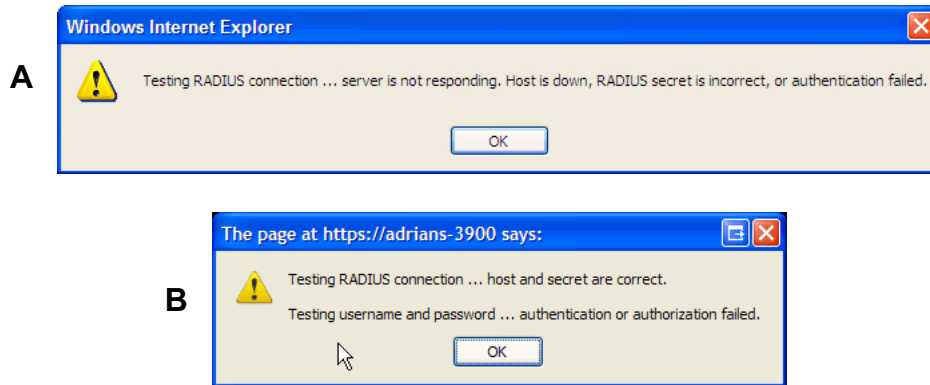 Windows Internet Explorer
A
Testing RADIUS connection ... server is not responding. Host is down, RADIUS secret is incorrect, or authentication failed.
OK
The page at https://adrians-3900 says:
B
Testing RADIUS connection ... host and secret are correct.
Testing username and password ... authentication or authorization failed.
OK